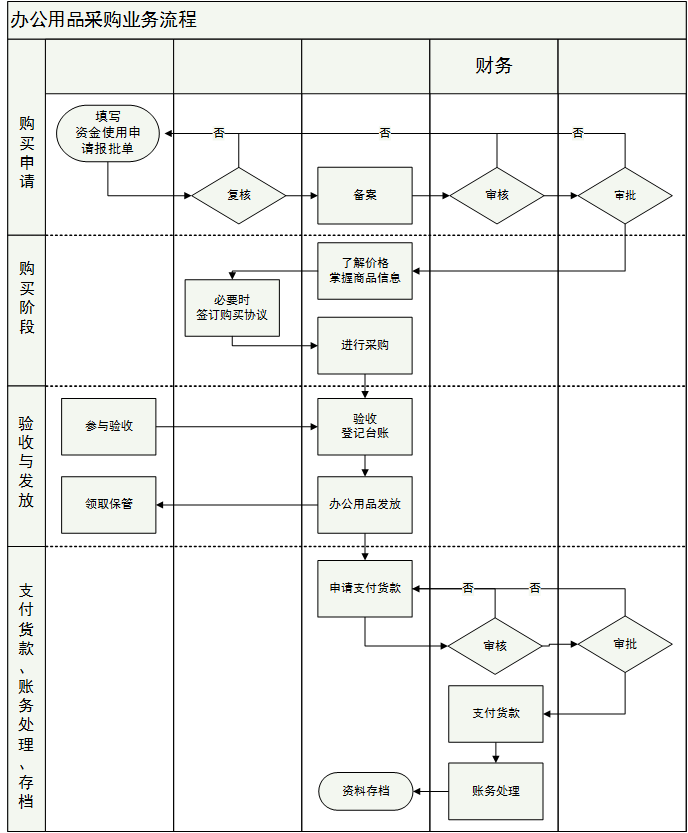 办公用品采购业务流程
财务
购买申请
填写
资金使用申
请报批单
否
否
否
复核
备案
审核
审批
购买阶段
了解价格
掌握商品信息
必要时
签订购买协议
进行采购
验收与发放
参与验收
验收
登记台账
领取保管
办公用品发放
支付货款、账务处理、存档
申请支付货款
否
否
审核
审批
支付货款
资料存档
账务处理